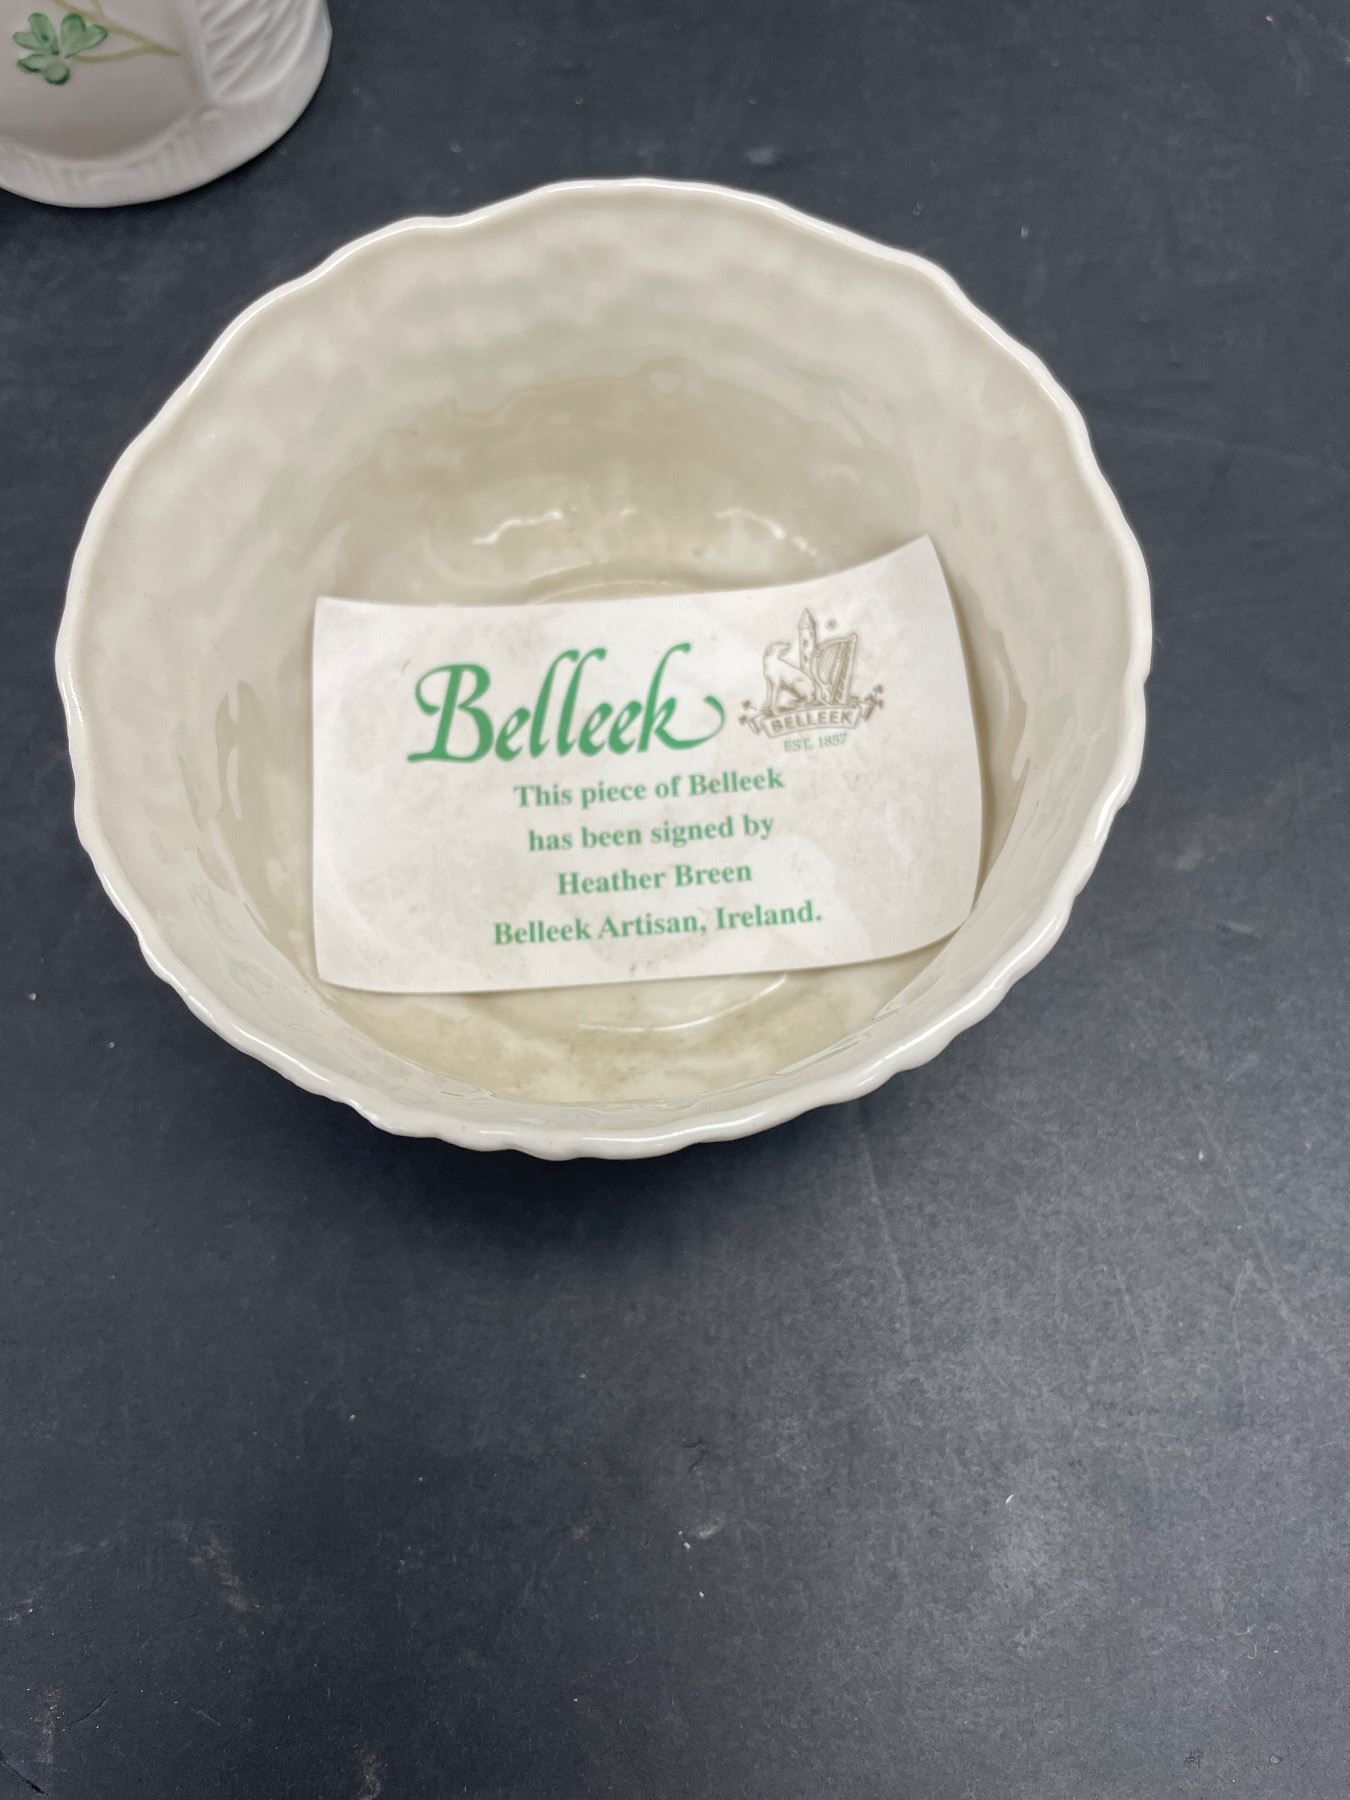 Belleek
®
BELLEEK
EST. 1857
This piece of Belleek
has been signed by
Heather Breen
Belleek Artisan, Ireland.